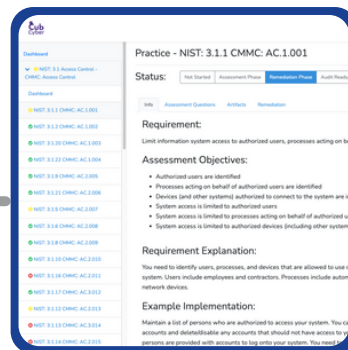 Cub
Cyber
Dashboard
NIST: 3.1 Access Control -
CMMC: Access Control
Dashboard
NIST: 3.1.1 CMMC: AC.1.001
NIST: 3.1.2 CMMC: AC.1.002
NIST: 3.1.20 CMMC: AC.1.003
NIST: 3.1.22 CMMC: AC.1.004
NIST: 3.1.9 CMMC: AC.2.005
NIST: 3.1.21 CMMC: AC.2.006
NIST: 3.1.5 CMMC: AC.2.007
NIST: 3.1.6 CMMC: AC.2.008
NIST: 3.1.8 CMMC: AC.2.009
NIST: 3.1.10 CMMC: AC.2.010
NIST: 3.1.16 CMMC: AC.2.011
NIST: 3.1.17 CMMC: AC.3.012
NIST: 3.1.12 CMMC: AC.2.013
NIST: 3.1.13 CMMC: AC.3.014
NIST: 3.1.14 CMMC: AC.2.015
Practice - NIST: 3.1.1 CMMC: AC.1.001
Status: Not Started Assessment Phase Remediation Phase Audit Ready
Info Assessment Questions Artifacts Remediation
Requirement:
Limit information system access to authorized users, processes acting on b
Assessment Objectives:
Authorized users are identified
Processes acting on behalf of authorized users are identified
Devices (and other systems) authorized to connect to the system are i
System access is limited to authorized users
System access is limited to processes acting on behalf of authorized u
System access is limited to authorized devices (including other system
Requirement Explanation:
You need to identify users, processes, and devices that are allowed to use
system. Users include employees and contractors. Processes include autom
network devices.
Example Implementation:
Maintain a list of persons who are authorized to access your system. You ca
accounts and delete/disable any accounts that should not have access to y
persons are provided with accounts to log onto your system. You need to